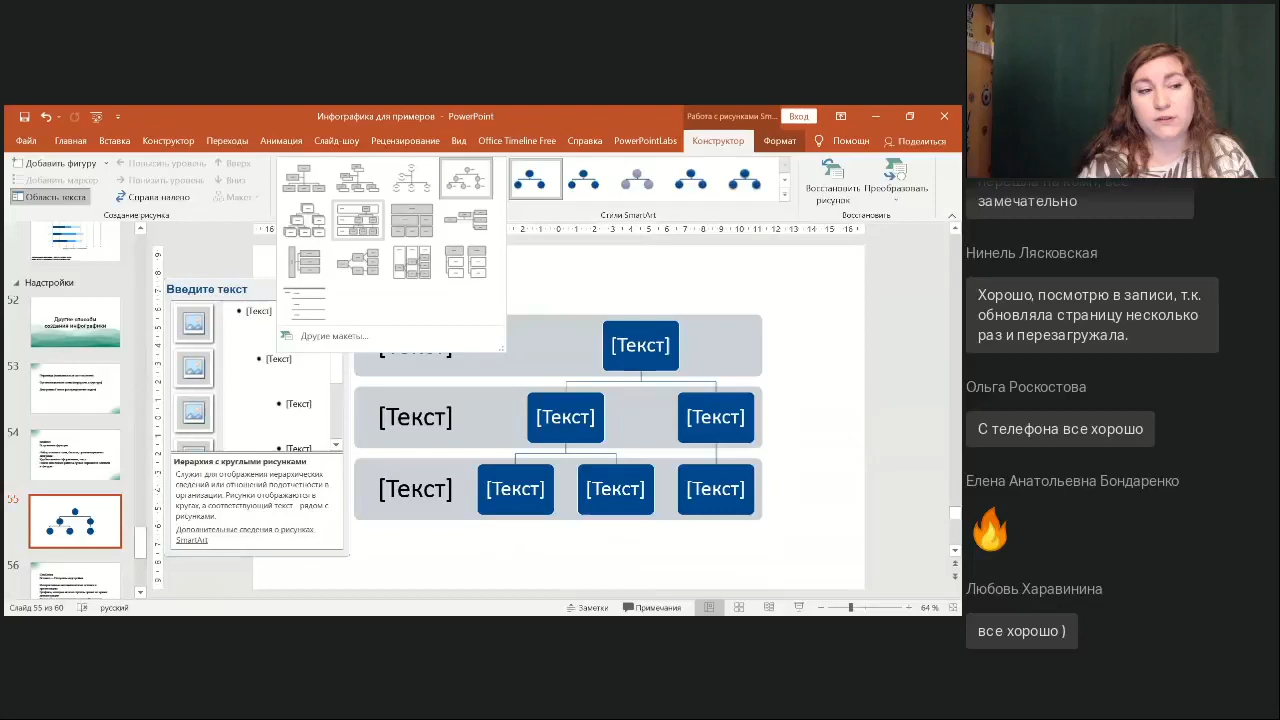 Инфографика для примеров - PowerPoint
Работа с рисунками Sm...
Вход
Файл Главная Вставка Конструктор Переходы Анимация Слайд-шоу Рецензирование Вид Office Timeline Free Справка PowerPointLabs Конструктор Формат Помощн Поделиться
Добавить фигуру Повысить уровень Вверх
Добавить маркер Понизить уровень Вниз
Область текста Справа налево Макет
Создание рисунка
Стили SmartArt
Восстановить рисунок
Преобразовать
Восстановить
Надстройки
52
Другие способы
создания инфографики
53
54
55
56
Введите текст
[Текст]
[Текст]
[Текст]
[Текст]
Иерархия с круглыми рисунками
Служит для отображения иерархических
сведений или отношений подотчетности в
организации. Рисунки отображаются в
кругах, а соответствующий текст - рядом с
рисунками.
Дополнительные сведения о рисунках
SmartArt
Другие макеты...
[Текст]
[Текст] [Текст] [Текст]
[Текст] [Текст] [Текст] [Текст]
Слайд 55 из 60 русский Заметки Примечания 64 %
замечательно
Нинель Лясковская
Хорошо, посмотрю в записи, т.к.
обновляла страницу несколько
раз и перезагружала.
Ольга Роскостова
С телефона все хорошо
Елена Анатольевна Бондаренко
Любовь Харавинина
все хорошо )